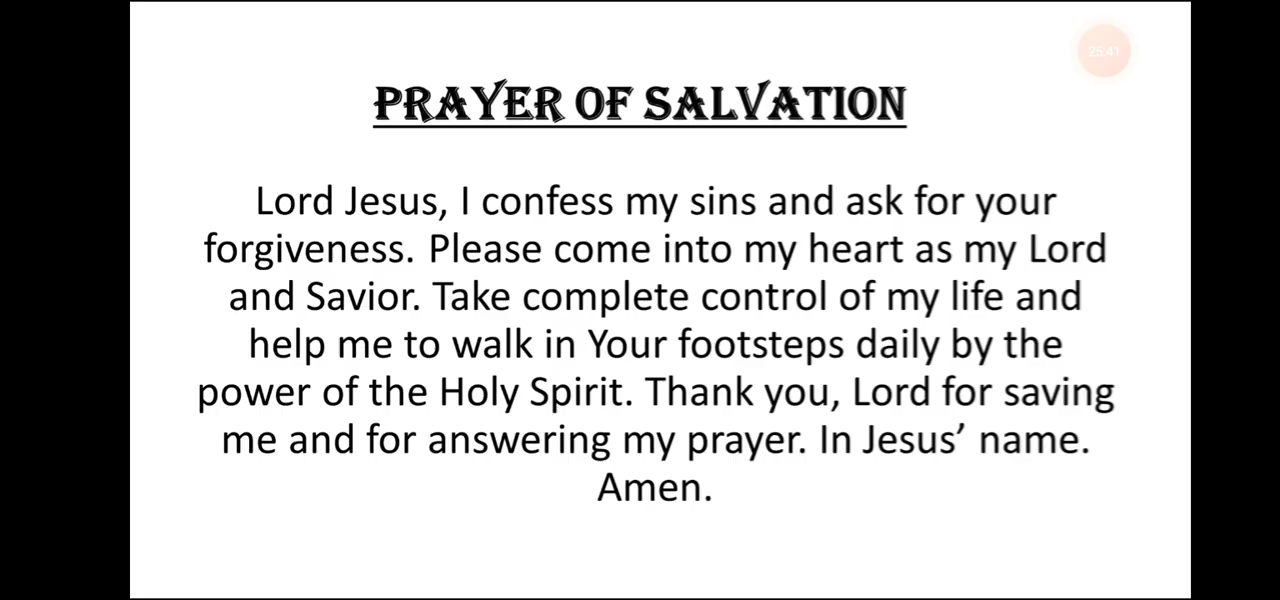 25:41
PRAYER OF SALVATION
Lord Jesus, I confess my sins and ask for your
forgiveness. Please come into my heart as my Lord
and Savior. Take complete control of my life and
help me to walk in Your footsteps daily by the
power of the Holy Spirit. Thank you, Lord for saving
me and for answering my prayer. In Jesus’ name.
Amen.